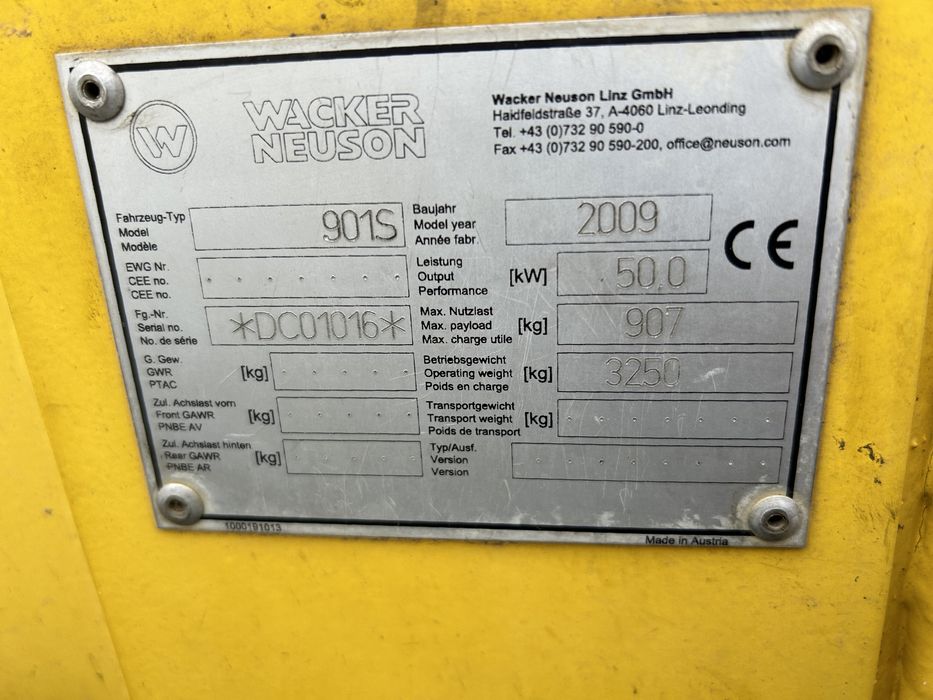 W WACKER
NEUSON
Wacker Neuson Linz GmbH
Haidfeldstraße 37, A-4060 Linz-Leonding
Tel. +43 (0)732 90 590-0
Fax +43 (0)732 90 590-200, office@neuson.com
Fahrzeug-Typ
Model
Modèle
901S
Baujahr
Model year
Année fabr.
2009
CE
EWG Nr.
CEE no.
CEE no.
Leistung
Output
Performance
[kW] 50.0
Fg.-Nr.
Serial no.
No. de série
*DC01016*
Max. Nutzlast
Max. payload
Max. charge utile
[kg] 907
G. Gew.
GWR
PTAC
[kg]
Betriebsgewicht
Operating weight
Poids en charge
[kg] 3250
Zul. Achslast vorn
Front GAWR
PNBE AV
[kg]
Transportgewicht
Transport weight
Poids de transport
[kg]
Zul. Achslast hinten
Rear GAWR
PNBE AR
[kg]
Typ/Ausf.
Version
Version
1000191013
Made in Austria